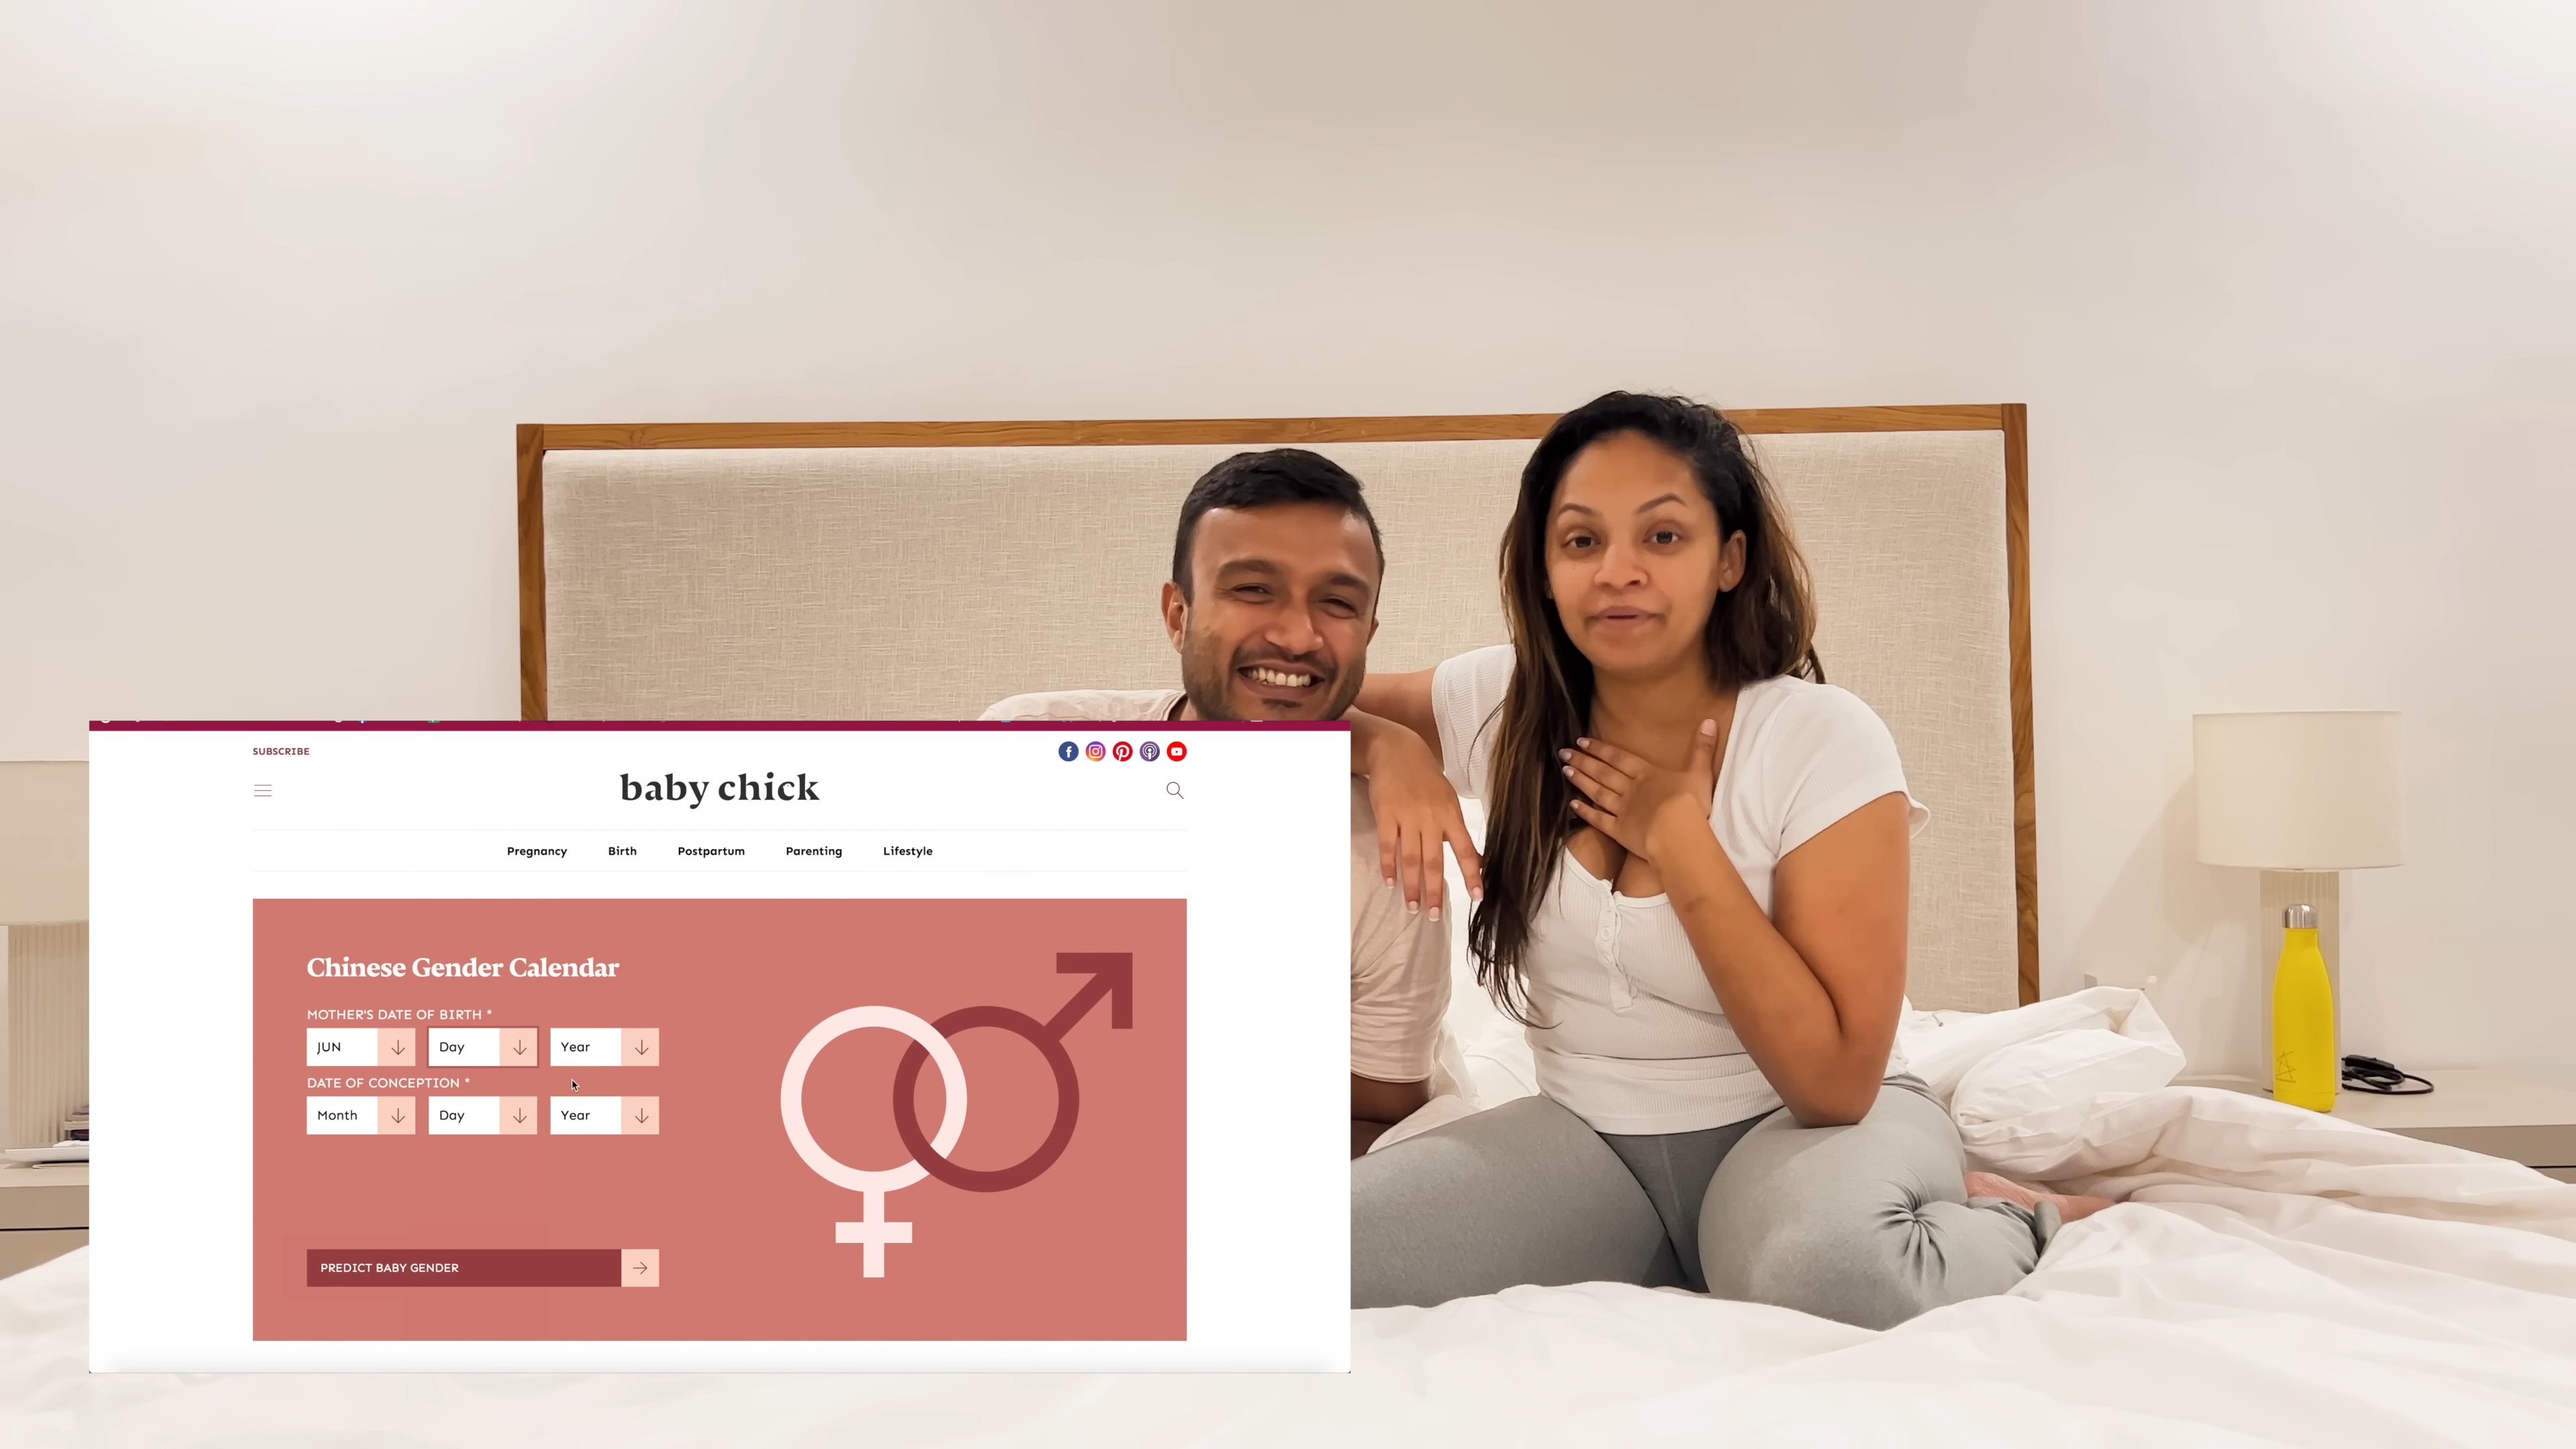 SUBSCRIBE
baby chick
Pregnancy Birth Postpartum Parenting Lifestyle
Chinese Gender Calendar
MOTHER'S DATE OF BIRTH *
JUN Day Year
DATE OF CONCEPTION *
Month Day Year
PREDICT BABY GENDER